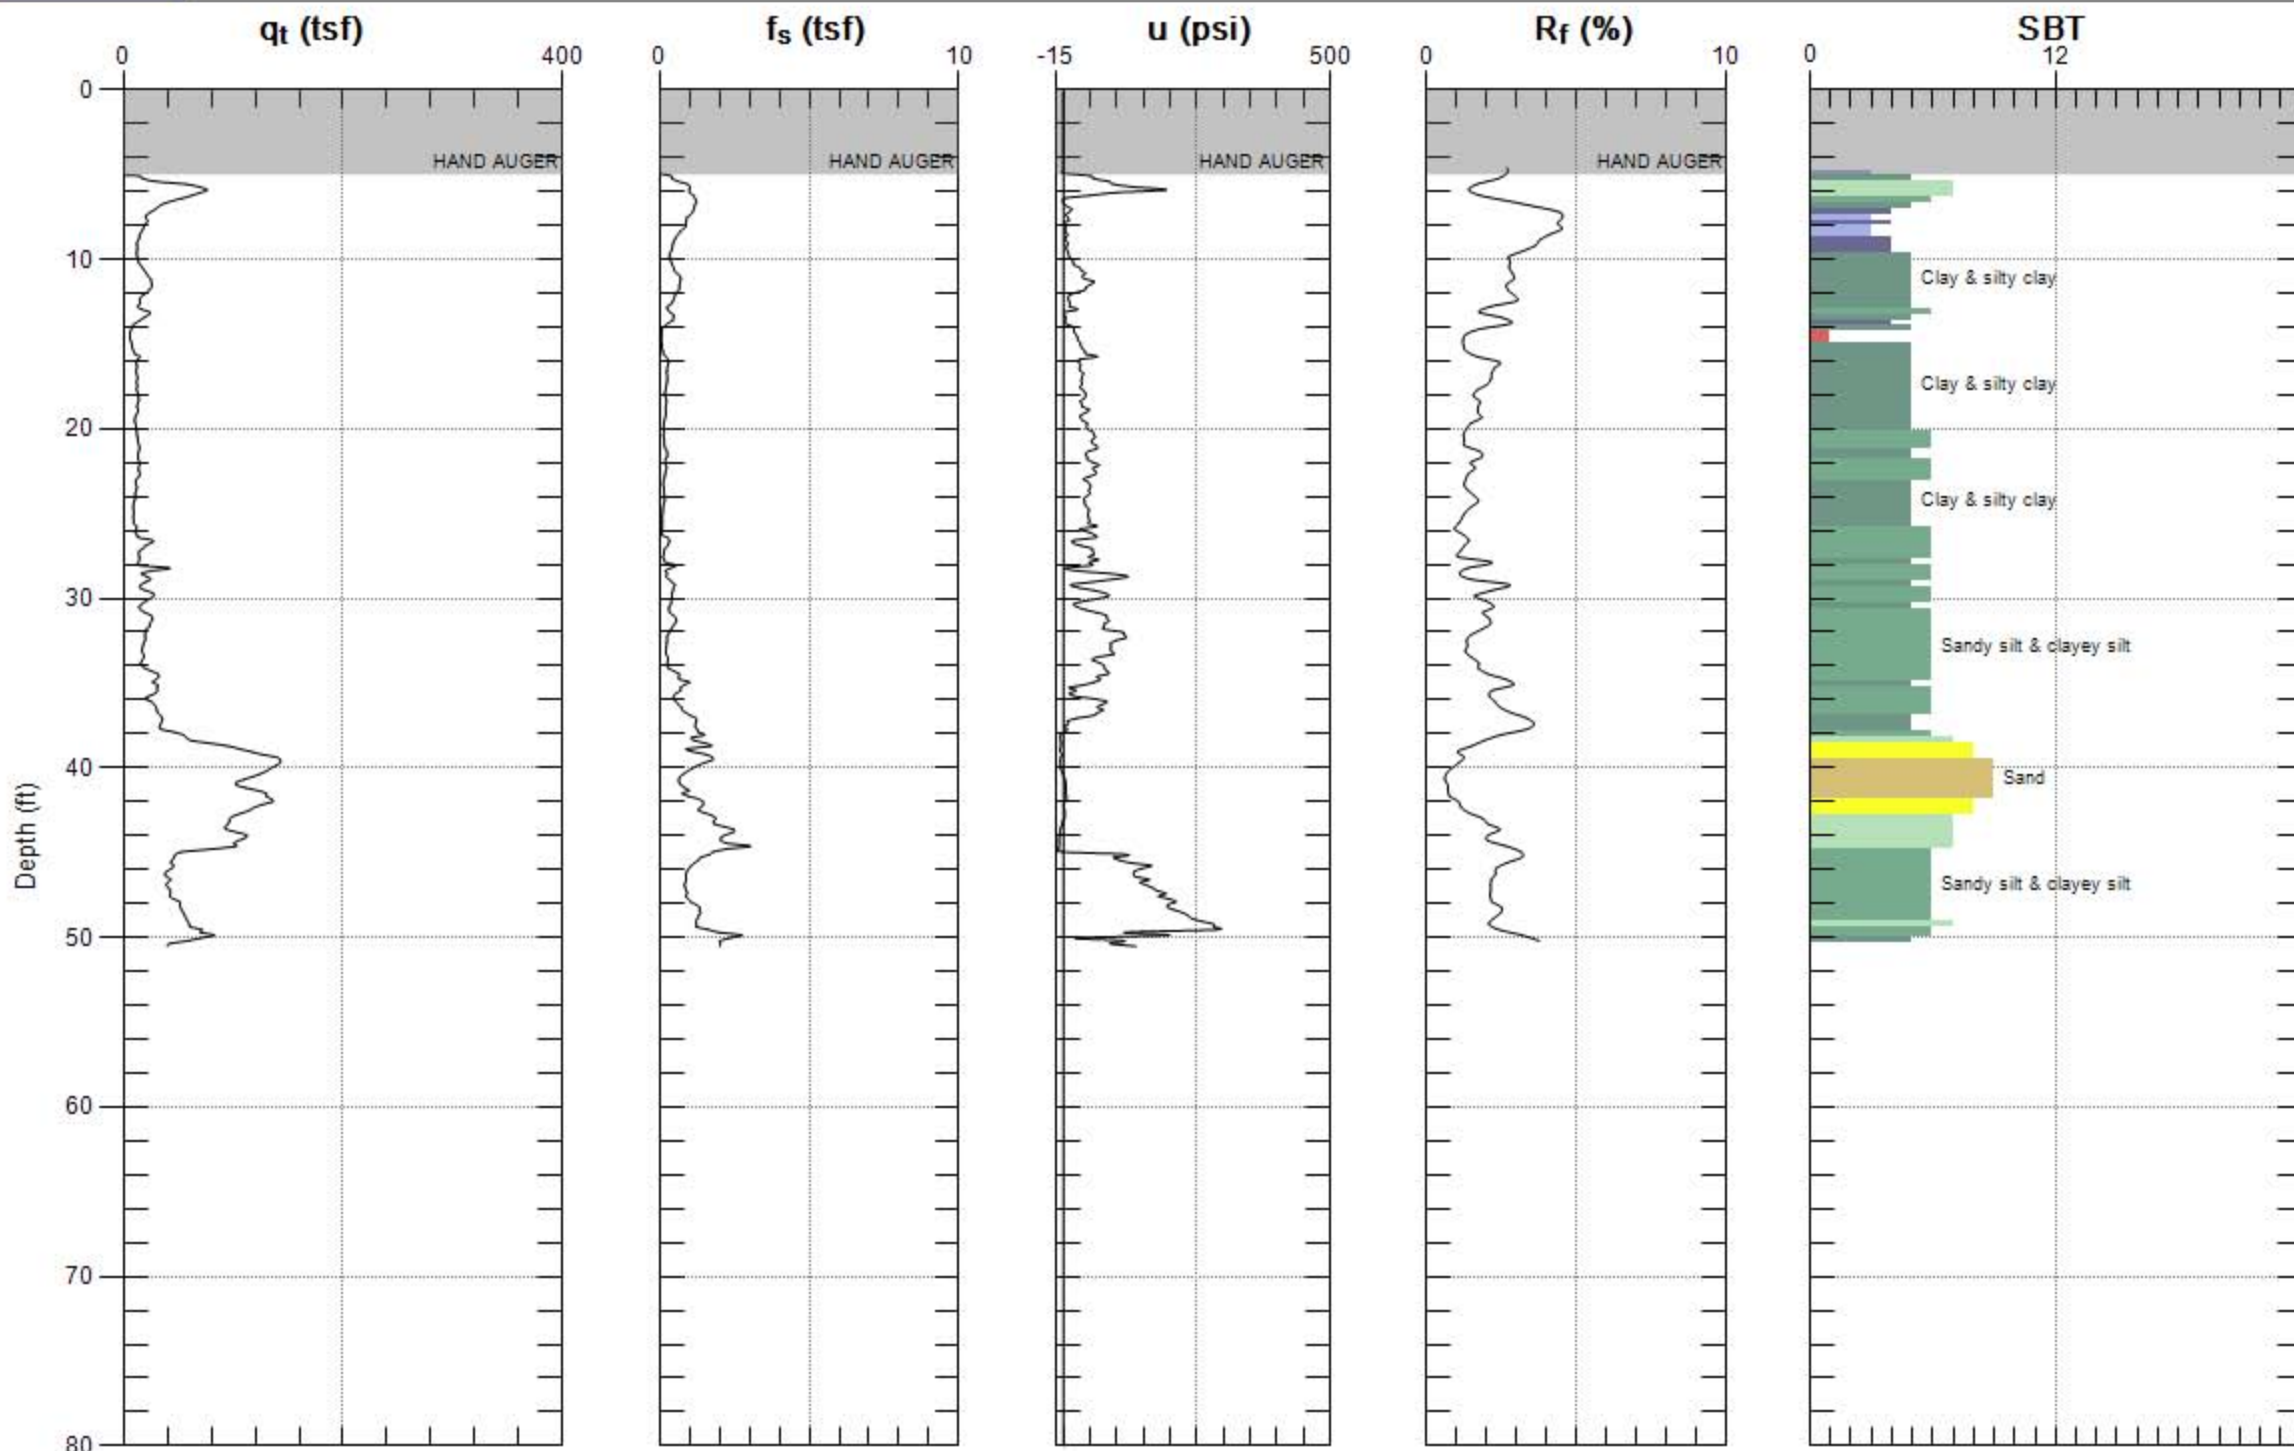 qt (tsf) fs (tsf) u (psi) Rf (%) SBT
0 400 0 10 -15 500 0 10 0 12
0
HAND AUGER HAND AUGER HAND AUGER HAND AUGER
10
Clay & silty clay
Clay & silty clay
20
Clay & silty clay
30
Sandy silt & clayey silt
40
Sand
Depth (ft)
Sandy silt & clayey silt
50
60
70
80